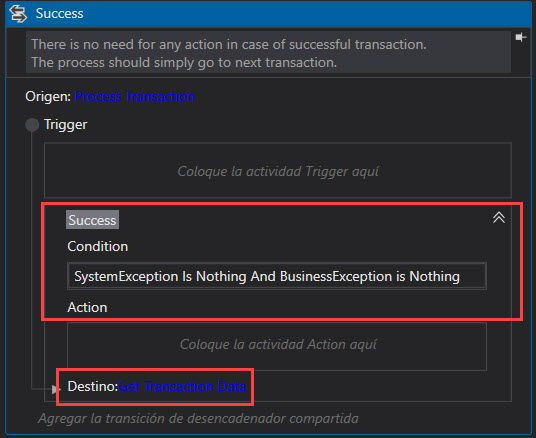 Success
There is no need for any action in case of successful transaction.
The process should simply go to next transaction.
Origen: Process Transaction
Trigger
Coloque la actividad Trigger aquí
Success
Condition
SystemException Is Nothing And BusinessException is Nothing
Action
Coloque la actividad Action aquí
Destino:Get Transaction Data
Agregar la transición de desencadenador compartida